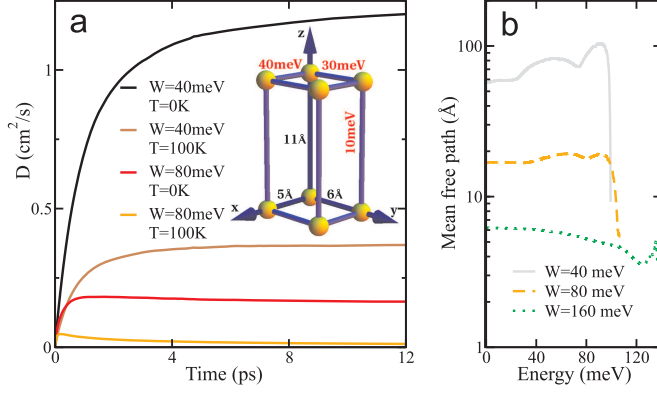 a
D (cm²/s)
1
0.5
0
0
4
8
12
Time (ps)
W=40meV
T=0K
W=40meV
T=100K
W=80meV
T=0K
W=80meV
T=100K
z
40meV
30meV
11Å
10meV
5Å
6Å
x
y
b
Mean free path (Å)
100
10
1
W=40 meV
W=80 meV
W=160 meV
0
40
80
120
Energy (meV)